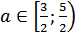 a ∈ [3/2; 5/2)